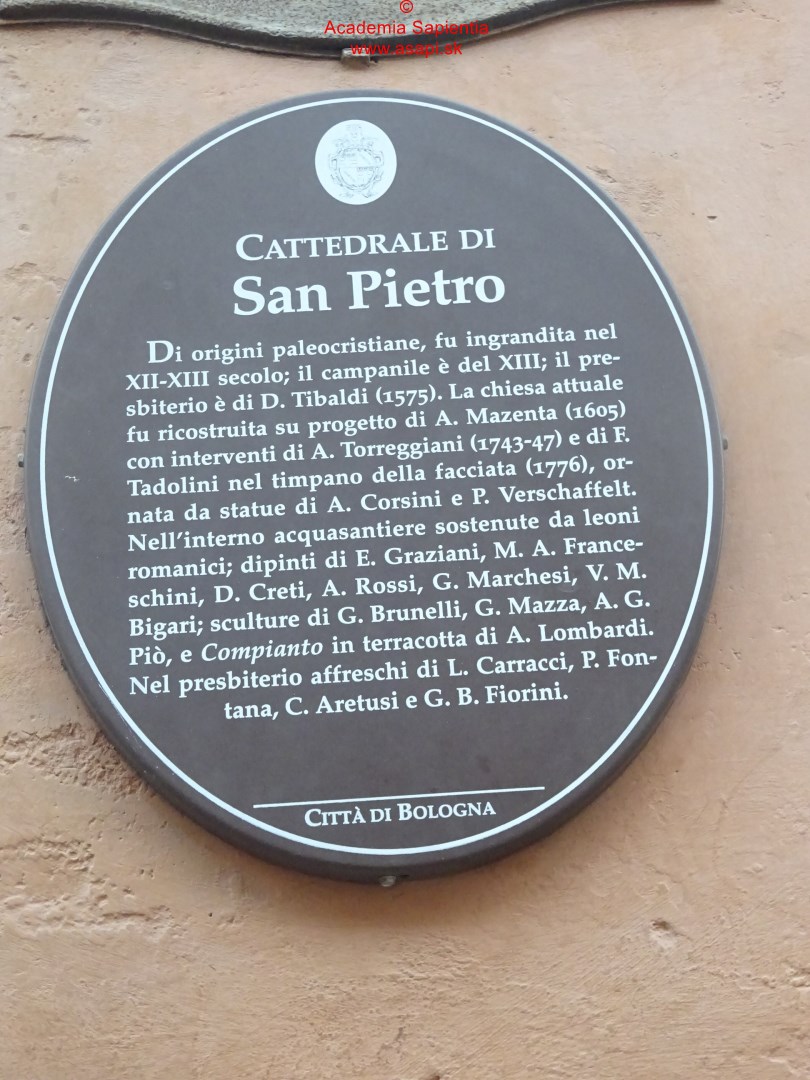 ©
Academia Sapientia
www.asapi.sk
Cattedrale di
San Pietro
Di origini paleocristiane, fu ingrandita nel
XII-XIII secolo; il campanile è del XIII; il pre-
sbiterio è di D. Tibaldi (1575). La chiesa attuale
fu ricostruita su progetto di A. Mazenta (1605)
con interventi di A. Torreggiani (1743-47) e di F.
Tadolini nel timpano della facciata (1776), or-
nata da statue di A. Corsini e P. Verschaffelt.
Nell'interno acquasantiere sostenute da leoni
romanici; dipinti di E. Graziani, M. A. France-
schini, D. Creti, A. Rossi, G. Marchesi, V. M.
Bigari; sculture di G. Brunelli, G. Mazza, A. G.
Piò, e Compianto in terracotta di A. Lombardi.
Nel presbiterio affreschi di L. Carracci, P. Fon-
tana, C. Aretusi e G. B. Fiorini.
Città di Bologna